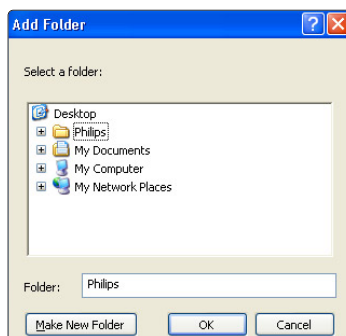 Add Folder
Select a folder:
Desktop
Philips
My Documents
My Computer
My Network Places
Folder: Philips
Make New Folder OK Cancel